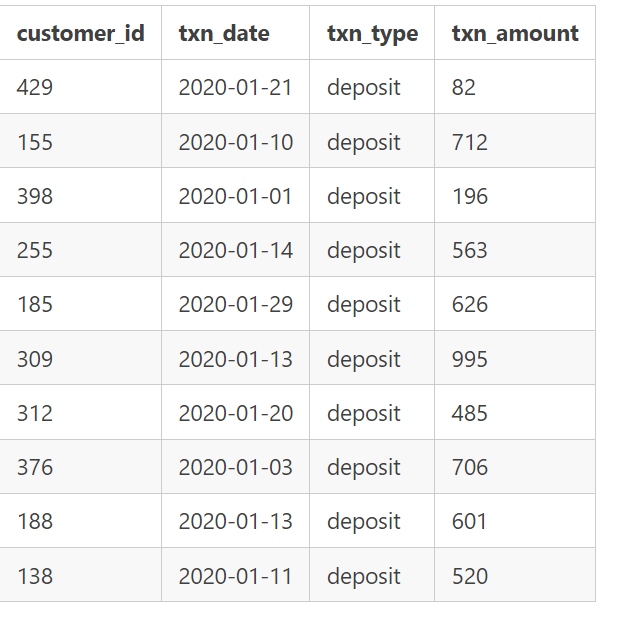 customer_id txn_date txn_type txn_amount
429 2020-01-21 deposit 82
155 2020-01-10 deposit 712
398 2020-01-01 deposit 196
255 2020-01-14 deposit 563
185 2020-01-29 deposit 626
309 2020-01-13 deposit 995
312 2020-01-20 deposit 485
376 2020-01-03 deposit 706
188 2020-01-13 deposit 601
138 2020-01-11 deposit 520